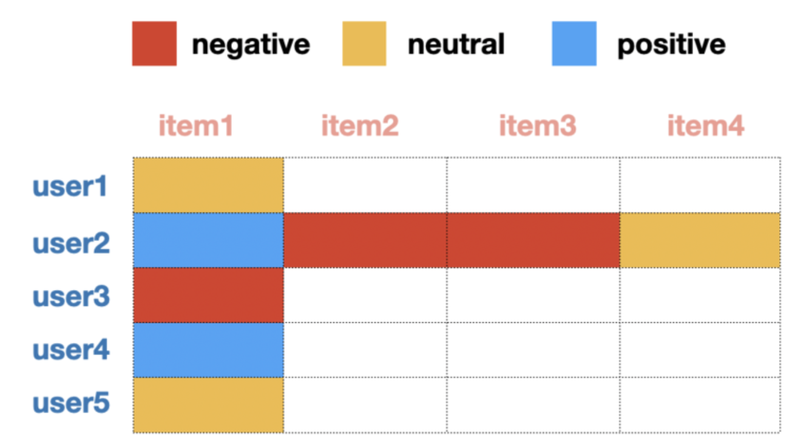 negative neutral positive
item1 item2 item3 item4
user1
user2
user3
user4
user5